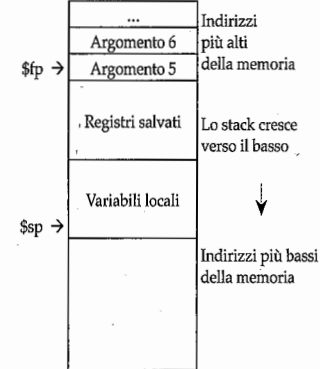 ...
Argomento 6
$fp → Argomento 5
Registri salvati
Variabili locali
$sp →
Indirizzi
più alti
della memoria
Lo stack cresce
verso il basso
Indirizzi più bassi
della memoria